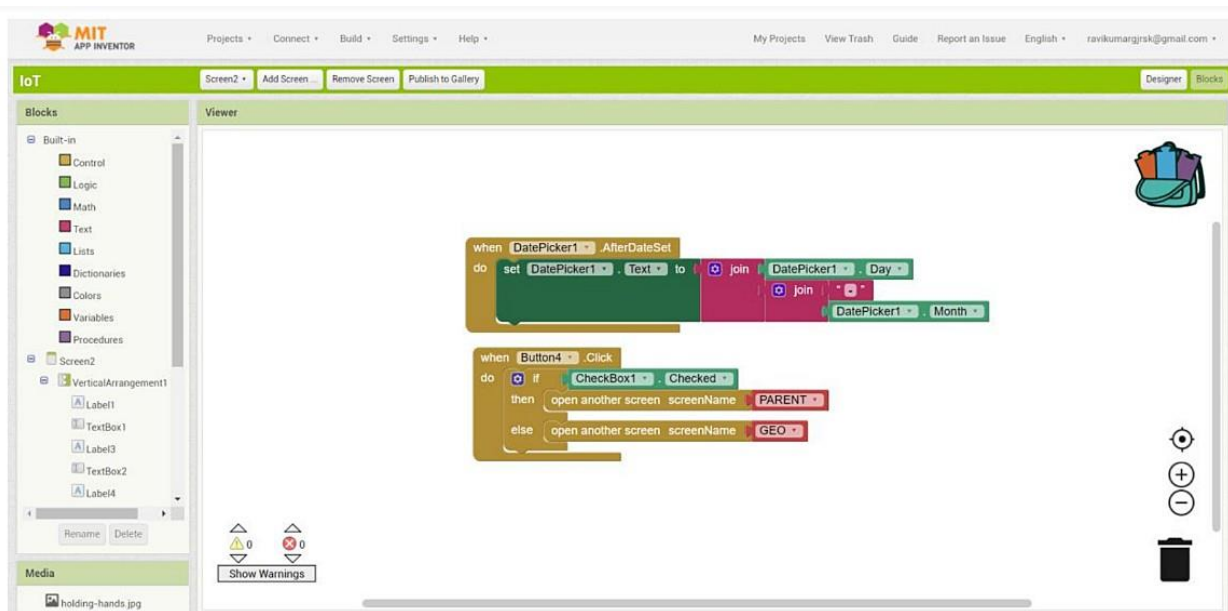 MIT
APP INVENTOR
Projects Connect Build Settings Help My Projects View Trash Guide Report an Issue English ravikumargjrsk@gmail.com
IoT Screen2 Add Screen ... Remove Screen Publish to Gallery Designer Blocks
Blocks Viewer
Built-in
Control
Logic
Math
Text
Lists
Dictionaries
Colors
Variables
Procedures
Screen2
VerticalArrangement1
Label1
TextBox1
Label3
TextBox2
Label4
Rename Delete
Media
holding-hands.jpg
when DatePicker1 .AfterDateSet
do set DatePicker1 . Text to join DatePicker1 . Day
join " - "
DatePicker1 . Month
when Button4 .Click
do if CheckBox1 . Checked
then open another screen screenName PARENT
else open another screen screenName GEO
0 0
Show Warnings